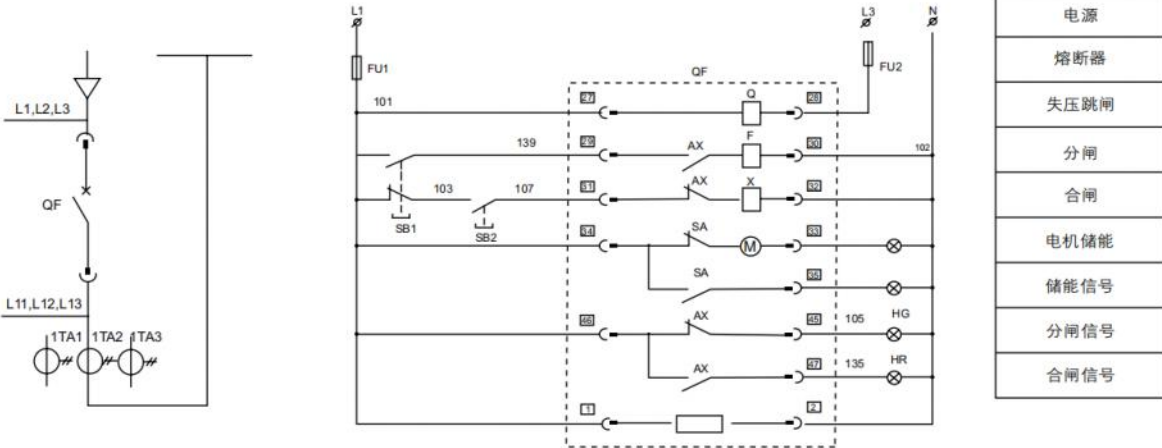 L1,L2,L3
QF
L11,L12,L13
1TA1
1TA2
1TA3
L1
L3
N
FU1
FU2
QF
101
27
Q
28
139
29
AX
F
30
102
103
107
31
AX
X
32
SB1
SB2
34
SA
M
33
SA
35
46
AX
45
105
HG
AX
47
135
HR
1
2
电源
熔断器
失压跳闸
分闸
合闸
电机储能
储能信号
分闸信号
合闸信号